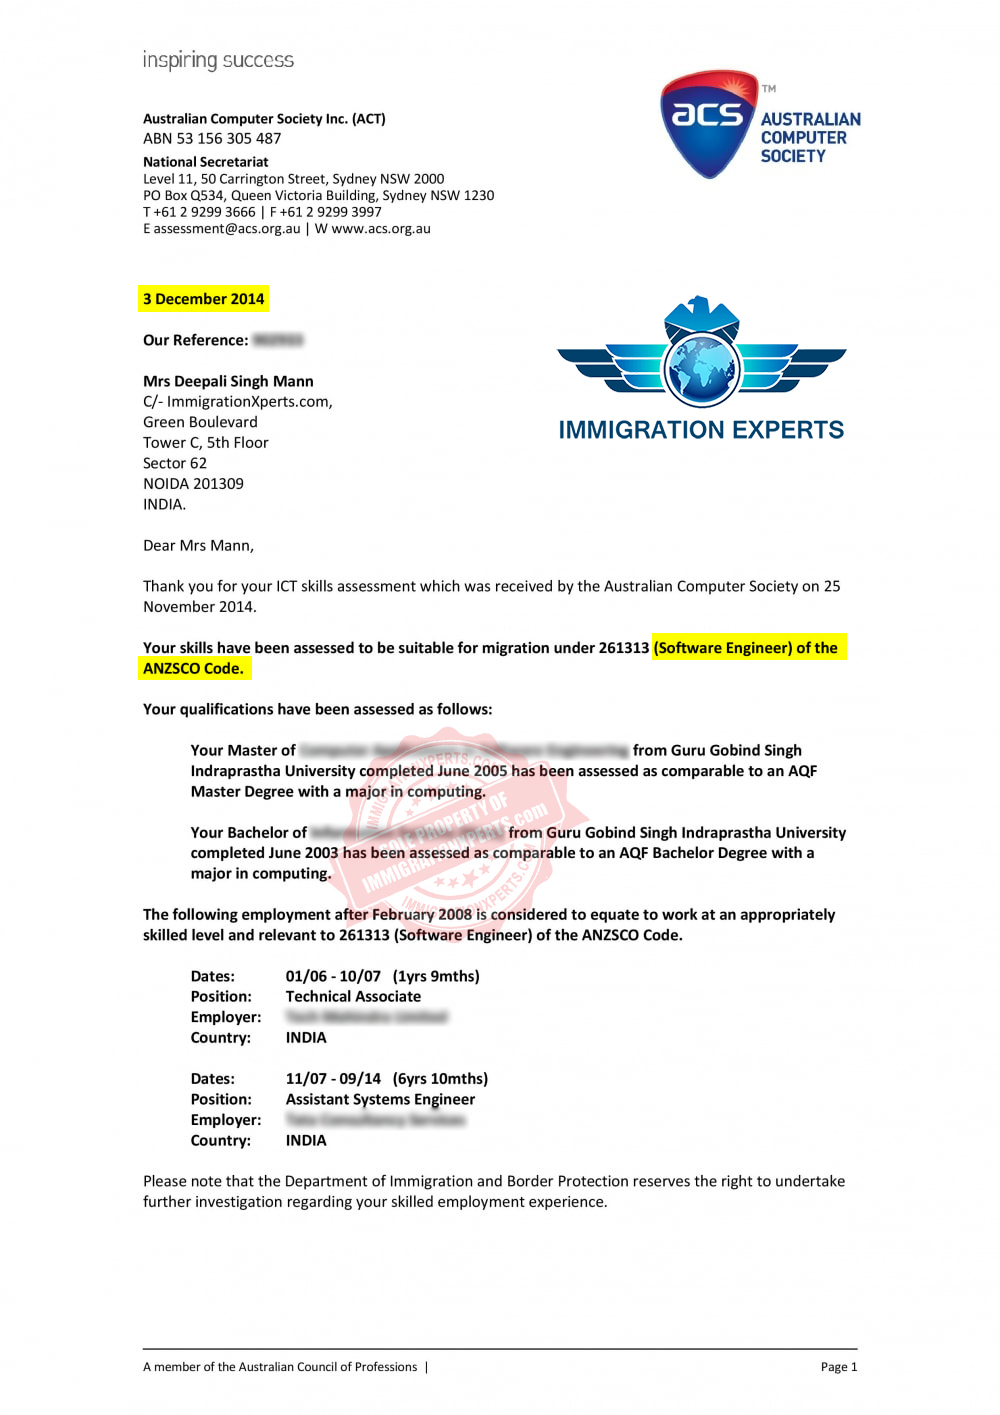 inspiring success
acs
TM
AUSTRALIAN
COMPUTER
SOCIETY
Australian Computer Society Inc. (ACT)
ABN 53 156 305 487
National Secretariat
Level 11, 50 Carrington Street, Sydney NSW 2000
PO Box Q534, Queen Victoria Building, Sydney NSW 1230
T +61 2 9299 3666 | F +61 2 9299 3997
E assessment@acs.org.au | W www.acs.org.au
3 December 2014
Our Reference:
IMMIGRATION EXPERTS
Mrs Deepali Singh Mann
C/- ImmigrationXperts.com,
Green Boulevard
Tower C, 5th Floor
Sector 62
NOIDA 201309
INDIA.
Dear Mrs Mann,
Thank you for your ICT skills assessment which was received by the Australian Computer Society on 25
November 2014.
Your skills have been assessed to be suitable for migration under 261313 (Software Engineer) of the
ANZSCO Code.
Your qualifications have been assessed as follows:
Your Master of from Guru Gobind Singh
Indraprastha University completed June 2005 has been assessed as comparable to an AQF
Master Degree with a major in computing.
Your Bachelor of from Guru Gobind Singh Indraprastha University
completed June 2003 has been assessed as comparable to an AQF Bachelor Degree with a
major in computing.
IMMIGRATIONXPERTS.COM
SOLE PROPERTY OF
IMMIGRATIONXPERTS.com
IMMIGRATIONXPERTS.COM
The following employment after February 2008 is considered to equate to work at an appropriately
skilled level and relevant to 261313 (Software Engineer) of the ANZSCO Code.
Dates: 01/06 - 10/07 (1yrs 9mths)
Position: Technical Associate
Employer:
Country: INDIA
Dates: 11/07 - 09/14 (6yrs 10mths)
Position: Assistant Systems Engineer
Employer:
Country: INDIA
Please note that the Department of Immigration and Border Protection reserves the right to undertake
further investigation regarding your skilled employment experience.
A member of the Australian Council of Professions |
Page 1